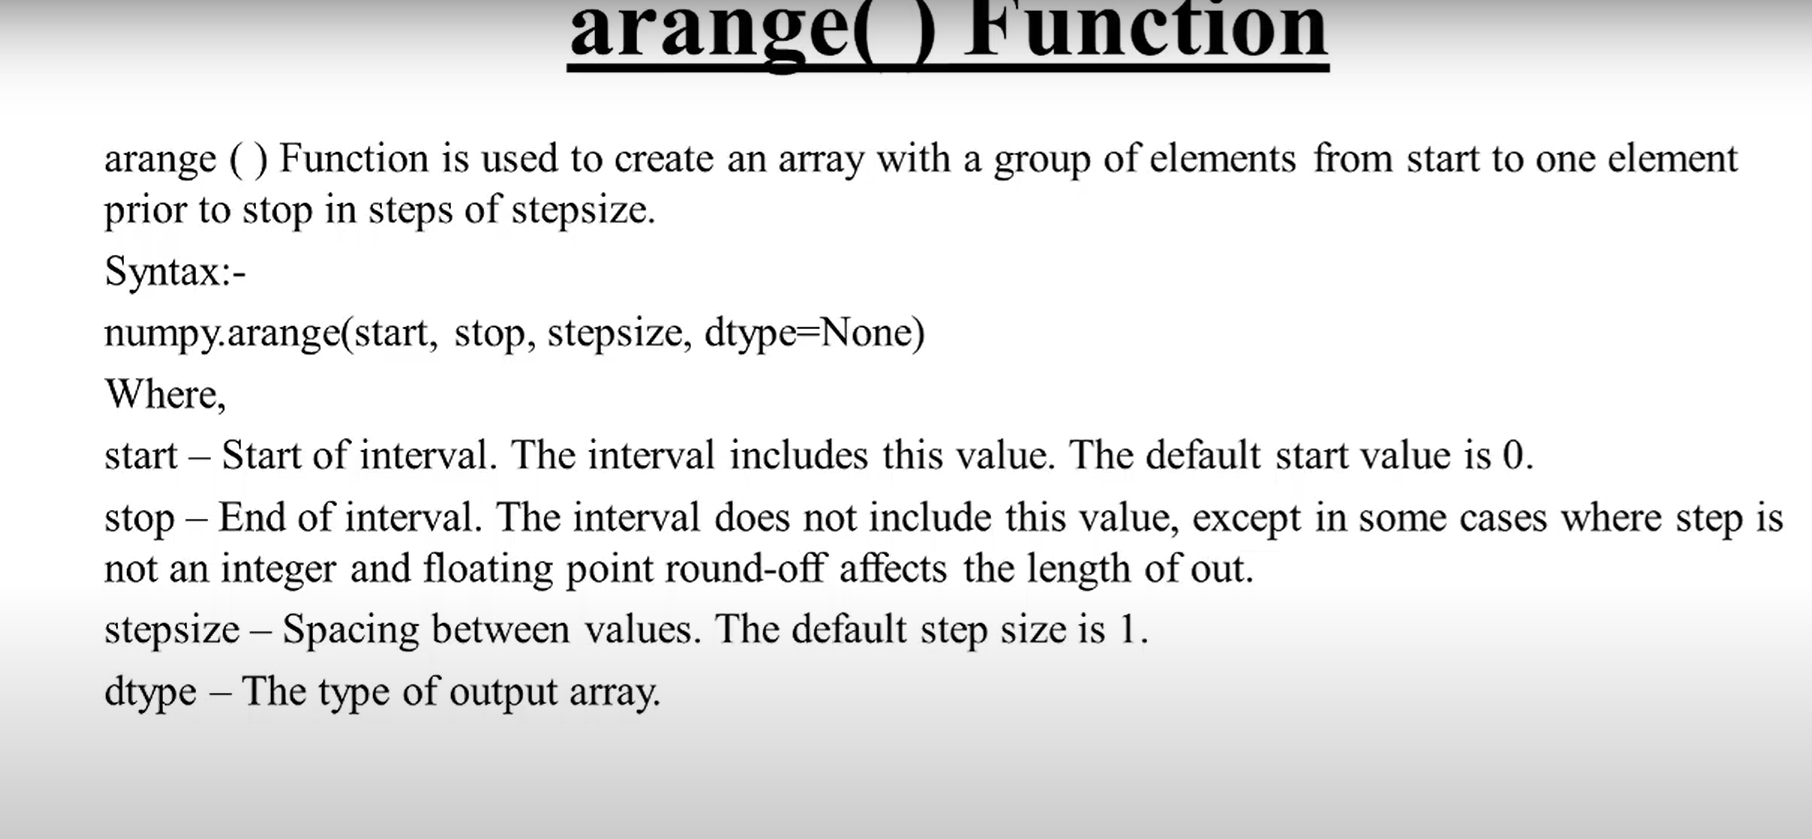 arange( ) Function
arange ( ) Function is used to create an array with a group of elements from start to one element
prior to stop in steps of stepsize.
Syntax:-
numpy.arange(start, stop, stepsize, dtype=None)
Where,
start – Start of interval. The interval includes this value. The default start value is 0.
stop – End of interval. The interval does not include this value, except in some cases where step is
not an integer and floating point round-off affects the length of out.
stepsize – Spacing between values. The default step size is 1.
dtype – The type of output array.